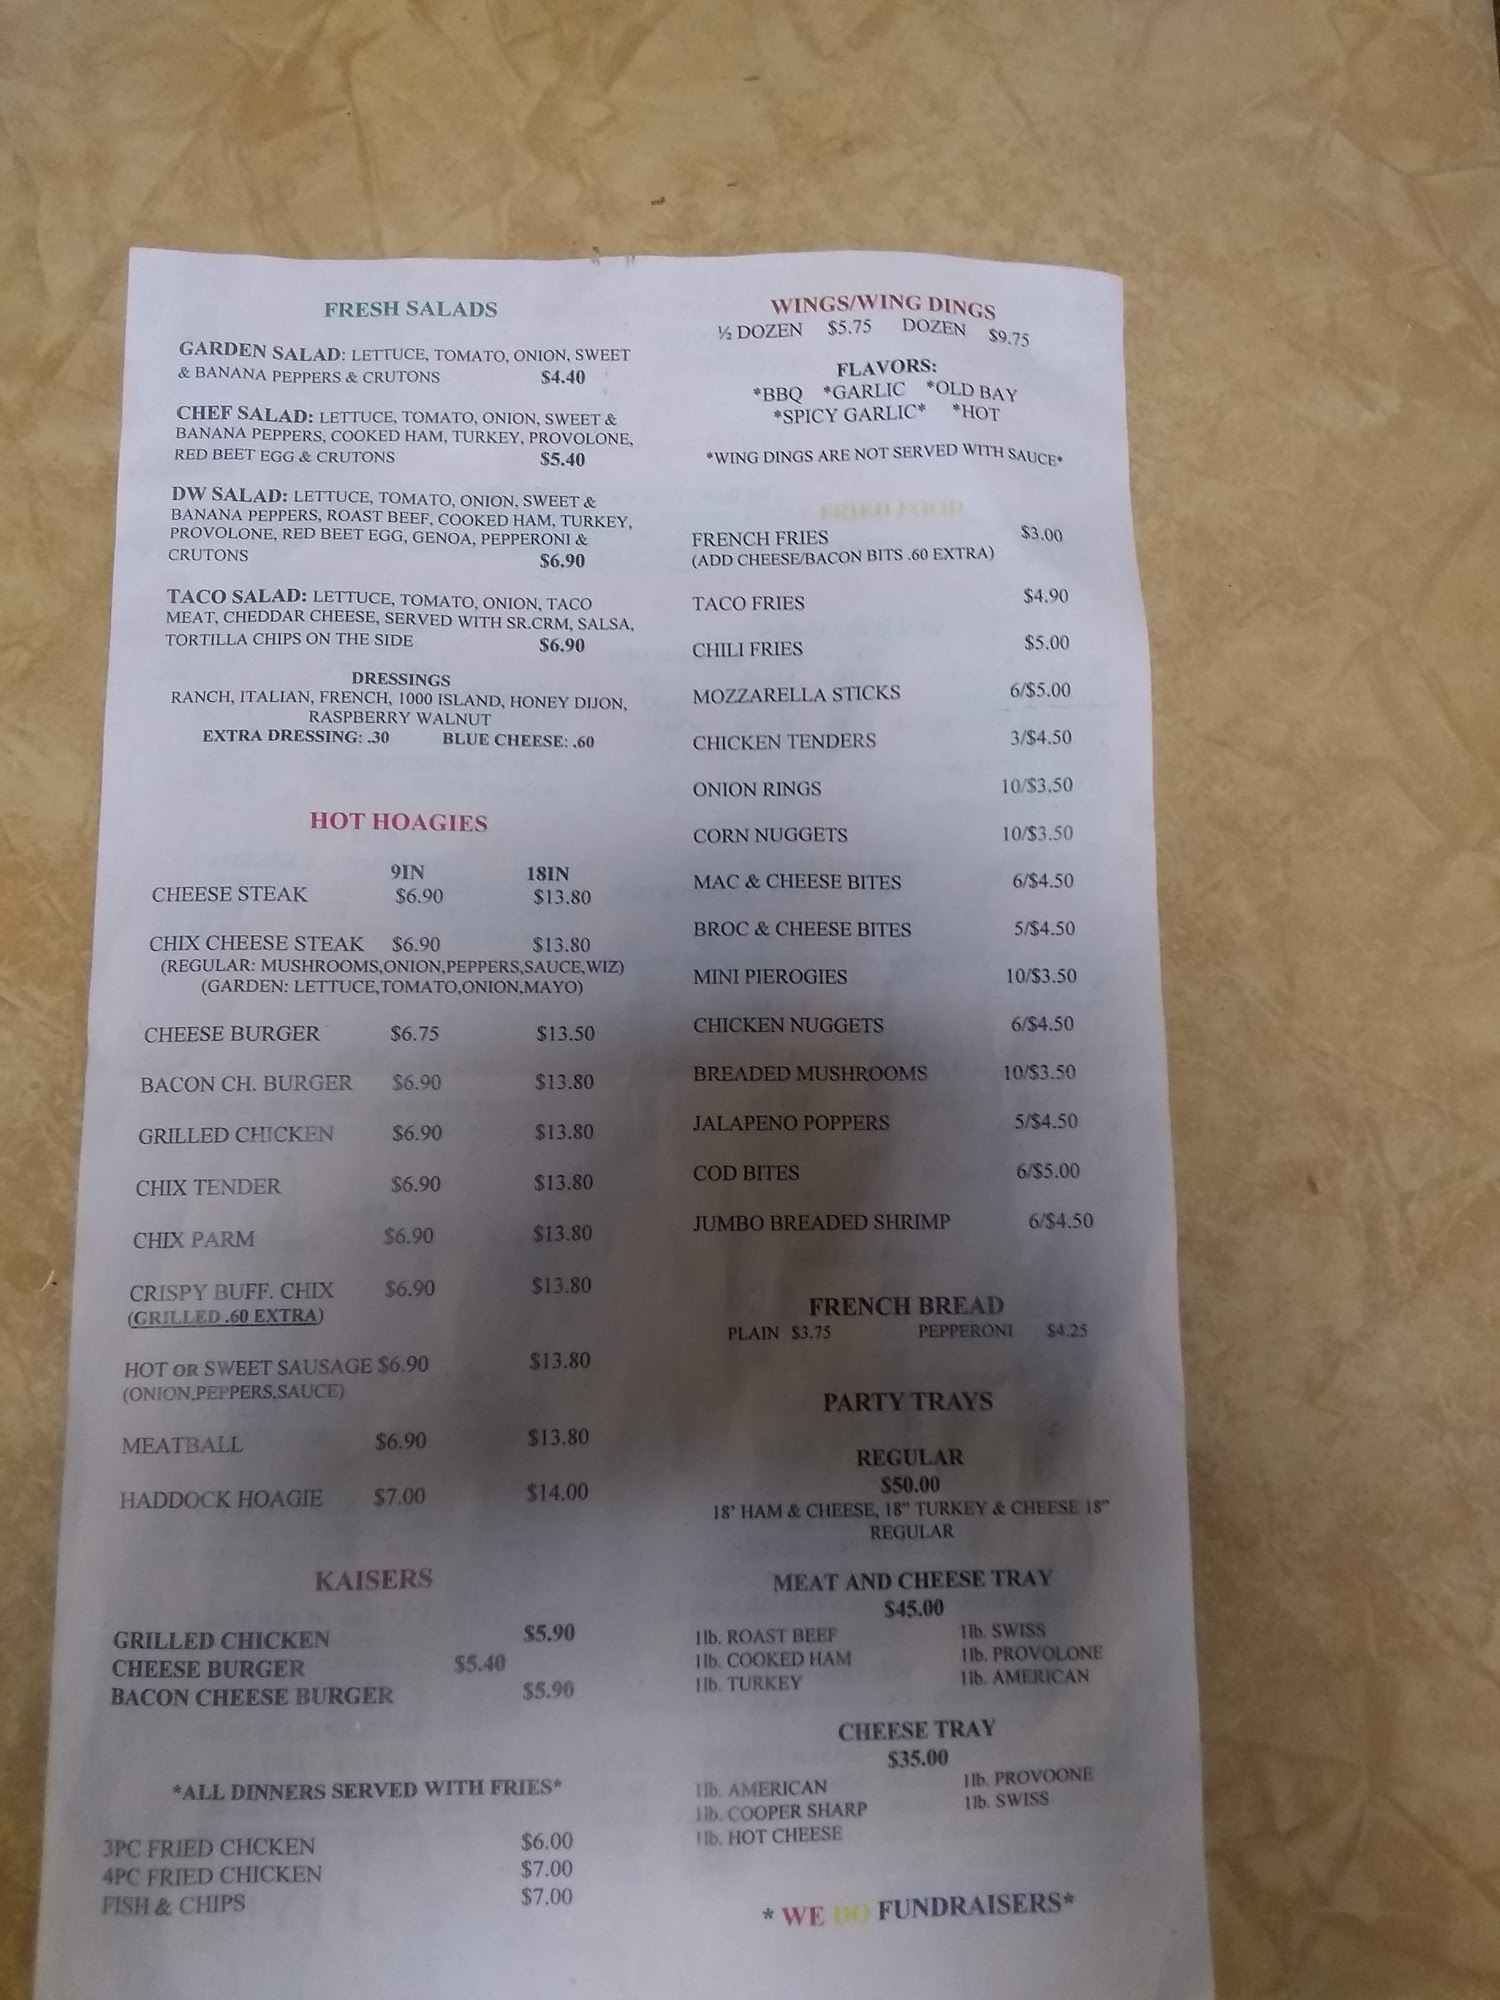 FRESH SALADS
GARDEN SALAD: LETTUCE, TOMATO, ONION, SWEET
& BANANA PEPPERS & CRUTONS $4.40
CHEF SALAD: LETTUCE, TOMATO, ONION, SWEET &
BANANA PEPPERS, COOKED HAM, TURKEY, PROVOLONE,
RED BEET EGG & CRUTONS $5.40
DW SALAD: LETTUCE, TOMATO, ONION, SWEET &
BANANA PEPPERS, ROAST BEEF, COOKED HAM, TURKEY,
PROVOLONE, RED BEET EGG, GENOA, PEPPERONI &
CRUTONS $6.90
TACO SALAD: LETTUCE, TOMATO, ONION, TACO
MEAT, CHEDDAR CHEESE, SERVED WITH SR.CRM, SALSA,
TORTILLA CHIPS ON THE SIDE $6.90
DRESSINGS
RANCH, ITALIAN, FRENCH, 1000 ISLAND, HONEY DIJON,
RASPBERRY WALNUT
EXTRA DRESSING: .30 BLUE CHEESE: .60
HOT HOAGIES
9IN 18IN
CHEESE STEAK $6.90 $13.80
CHIX CHEESE STEAK $6.90 $13.80
(REGULAR: MUSHROOMS,ONION,PEPPERS,SAUCE,WIZ)
(GARDEN: LETTUCE,TOMATO,ONION,MAYO)
CHEESE BURGER $6.75 $13.50
BACON CH. BURGER $6.90 $13.80
GRILLED CHICKEN $6.90 $13.80
CHIX TENDER $6.90 $13.80
CHIX PARM $6.90 $13.80
CRISPY BUFF. CHIX $6.90 $13.80
(GRILLED .60 EXTRA)
HOT OR SWEET SAUSAGE $6.90 $13.80
(ONION,PEPPERS,SAUCE)
MEATBALL $6.90 $13.80
HADDOCK HOAGIE $7.00 $14.00
KAISERS
GRILLED CHICKEN $5.90
CHEESE BURGER $5.40
BACON CHEESE BURGER $5.90
*ALL DINNERS SERVED WITH FRIES*
3PC FRIED CHCKEN $6.00
4PC FRIED CHICKEN $7.00
FISH & CHIPS $7.00
WINGS/WING DINGS
½ DOZEN $5.75 DOZEN $9.75
FLAVORS:
*BBQ *GARLIC *OLD BAY
*SPICY GARLIC* *HOT
*WING DINGS ARE NOT SERVED WITH SAUCE*
FRIED FOOD
FRENCH FRIES $3.00
(ADD CHEESE/BACON BITS .60 EXTRA)
TACO FRIES $4.90
CHILI FRIES $5.00
MOZZARELLA STICKS 6/$5.00
CHICKEN TENDERS 3/$4.50
ONION RINGS 10/$3.50
CORN NUGGETS 10/$3.50
MAC & CHEESE BITES 6/$4.50
BROC & CHEESE BITES 5/$4.50
MINI PIEROGIES 10/$3.50
CHICKEN NUGGETS 6/$4.50
BREADED MUSHROOMS 10/$3.50
JALAPENO POPPERS 5/$4.50
COD BITES 6/$5.00
JUMBO BREADED SHRIMP 6/$4.50
FRENCH BREAD
PLAIN $3.75 PEPPERONI $4.25
PARTY TRAYS
REGULAR
$50.00
18' HAM & CHEESE, 18" TURKEY & CHEESE 18"
REGULAR
MEAT AND CHEESE TRAY
$45.00
1lb. ROAST BEEF 1lb. SWISS
1lb. COOKED HAM 1lb. PROVOLONE
1lb. TURKEY 1lb. AMERICAN
CHEESE TRAY
$35.00
1lb. AMERICAN 1lb. PROVOONE
1lb. COOPER SHARP 1lb. SWISS
1lb. HOT CHEESE
* WE DO FUNDRAISERS*